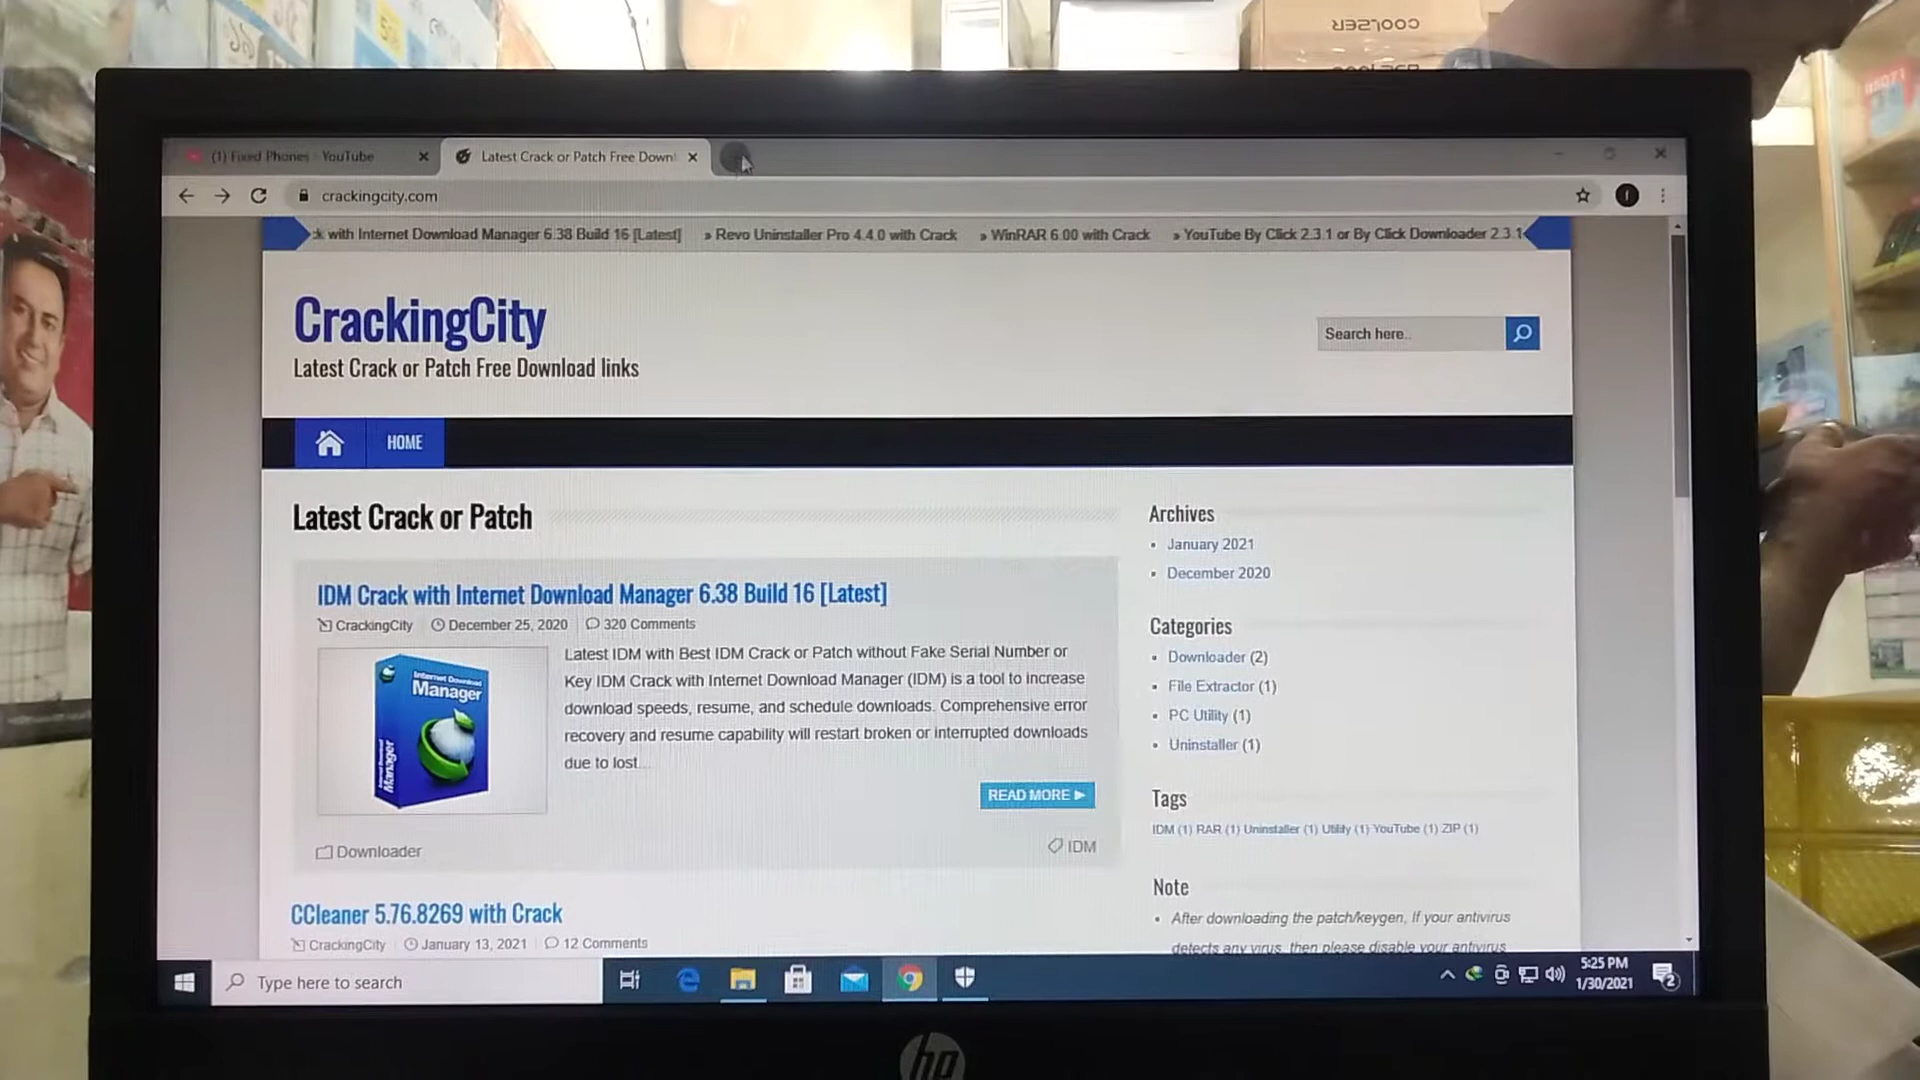 COOLSER
(1) Fixed Phones - YouTube
Latest Crack or Patch Free Down
crackingcity.com
with Internet Download Manager 6.38 Build 16 [Latest] » Revo Uninstaller Pro 4.4.0 with Crack » WinRAR 6.00 with Crack » YouTube By Click 2.3.1 or By Click Downloader 2.3.1
CrackingCity
Latest Crack or Patch Free Download links
Search here..
HOME
Latest Crack or Patch
IDM Crack with Internet Download Manager 6.38 Build 16 [Latest]
CrackingCity December 25, 2020 320 Comments
Internet Download
Manager
Manager
Latest IDM with Best IDM Crack or Patch without Fake Serial Number or
Key IDM Crack with Internet Download Manager (IDM) is a tool to increase
download speeds, resume, and schedule downloads. Comprehensive error
recovery and resume capability will restart broken or interrupted downloads
due to lost...
READ MORE
Downloader
IDM
CCleaner 5.76.8269 with Crack
CrackingCity January 13, 2021 12 Comments
Archives
January 2021
December 2020
Categories
Downloader (2)
File Extractor (1)
PC Utility (1)
Uninstaller (1)
Tags
IDM (1) RAR (1) Uninstaller (1) Utility (1) YouTube (1) ZIP (1)
Note
After downloading the patch/keygen, If your antivirus
detects any virus, then please disable your antivirus
Type here to search
5:25 PM
1/30/2021
2
hp